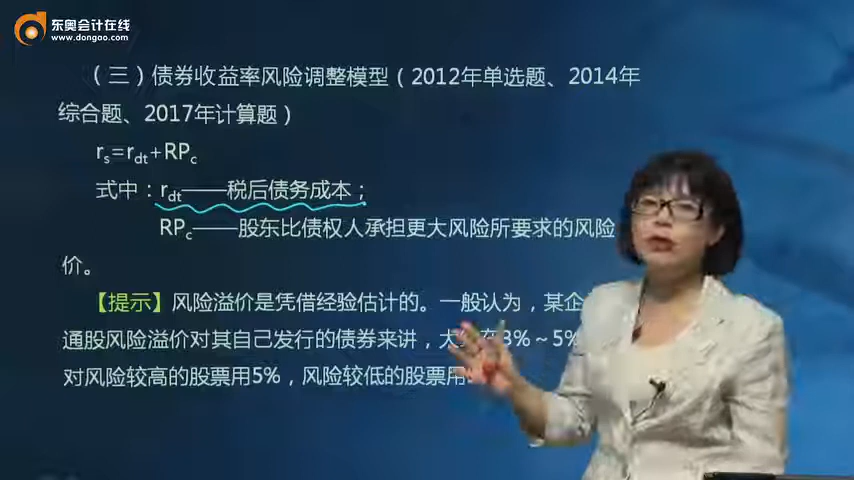 东奥会计在线
www.dongao.com
（三）债券收益率风险调整模型（2012年单选题、2014年
综合题、2017年计算题）
rs=rdt+RPc
式中：rdt——税后债务成本；
RPc——股东比债权人承担更大风险所要求的风险
价。
【提示】风险溢价是凭借经验估计的。一般认为，某企
通股风险溢价对其自己发行的债券来讲，大 3%～5%
对风险较高的股票用5%，风险较低的股票用